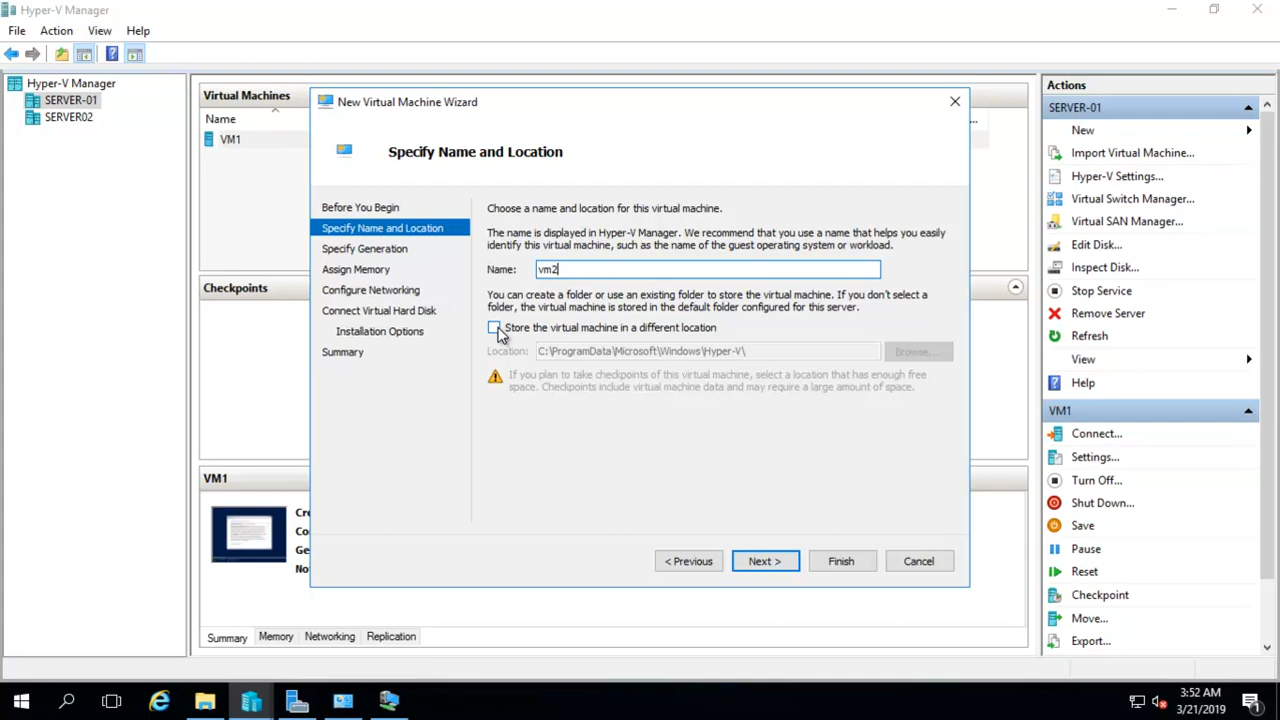 Hyper-V Manager
File Action View Help
Hyper-V Manager
SERVER-01
SERVER02
Virtual Machines
Name
...
VM1
Checkpoints
VM1
Summary Memory Networking Replication
New Virtual Machine Wizard
Specify Name and Location
Before You Begin
Specify Name and Location
Specify Generation
Assign Memory
Configure Networking
Connect Virtual Hard Disk
Installation Options
Summary
Choose a name and location for this virtual machine.
The name is displayed in Hyper-V Manager. We recommend that you use a name that helps you easily
identify this virtual machine, such as the name of the guest operating system or workload.
Name: vm2
You can create a folder or use an existing folder to store the virtual machine. If you don't select a
folder, the virtual machine is stored in the default folder configured for this server.
Store the virtual machine in a different location
Location: C:\ProgramData\Microsoft\Windows\Hyper-V\ Browse...
If you plan to take checkpoints of this virtual machine, select a location that has enough free
space. Checkpoints include virtual machine data and may require a large amount of space.
< Previous Next > Finish Cancel
Actions
SERVER-01
New
Import Virtual Machine...
Hyper-V Settings...
Virtual Switch Manager...
Virtual SAN Manager...
Edit Disk...
Inspect Disk...
Stop Service
Remove Server
Refresh
View
Help
VM1
Connect...
Settings...
Turn Off...
Shut Down...
Save
Pause
Reset
Checkpoint
Move...
Export...
3:52 AM
3/21/2019
1